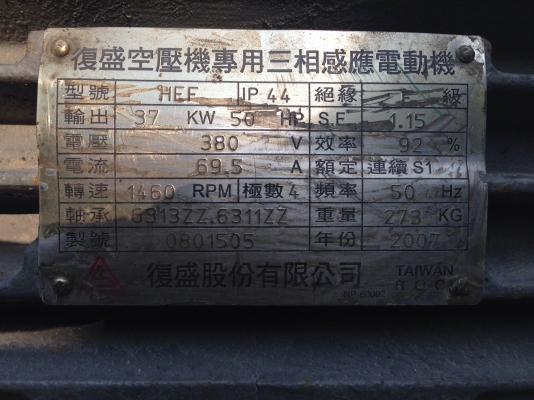 復盛空壓機專用三相感應電動機
型號 HEF IP 44 絕緣 F 級
輸出 37 KW 50 HP S.F. 1.15
電壓 380 V 效率 92 %
電流 69.5 A 額定 連續 S1
轉速 1460 RPM 極數 4 頻率 50 Hz
軸承 6313ZZ.6311ZZ 重量 273 KG
製號 0801505 年份 2007
復盛股份有限公司 TAIWAN
R.O.C